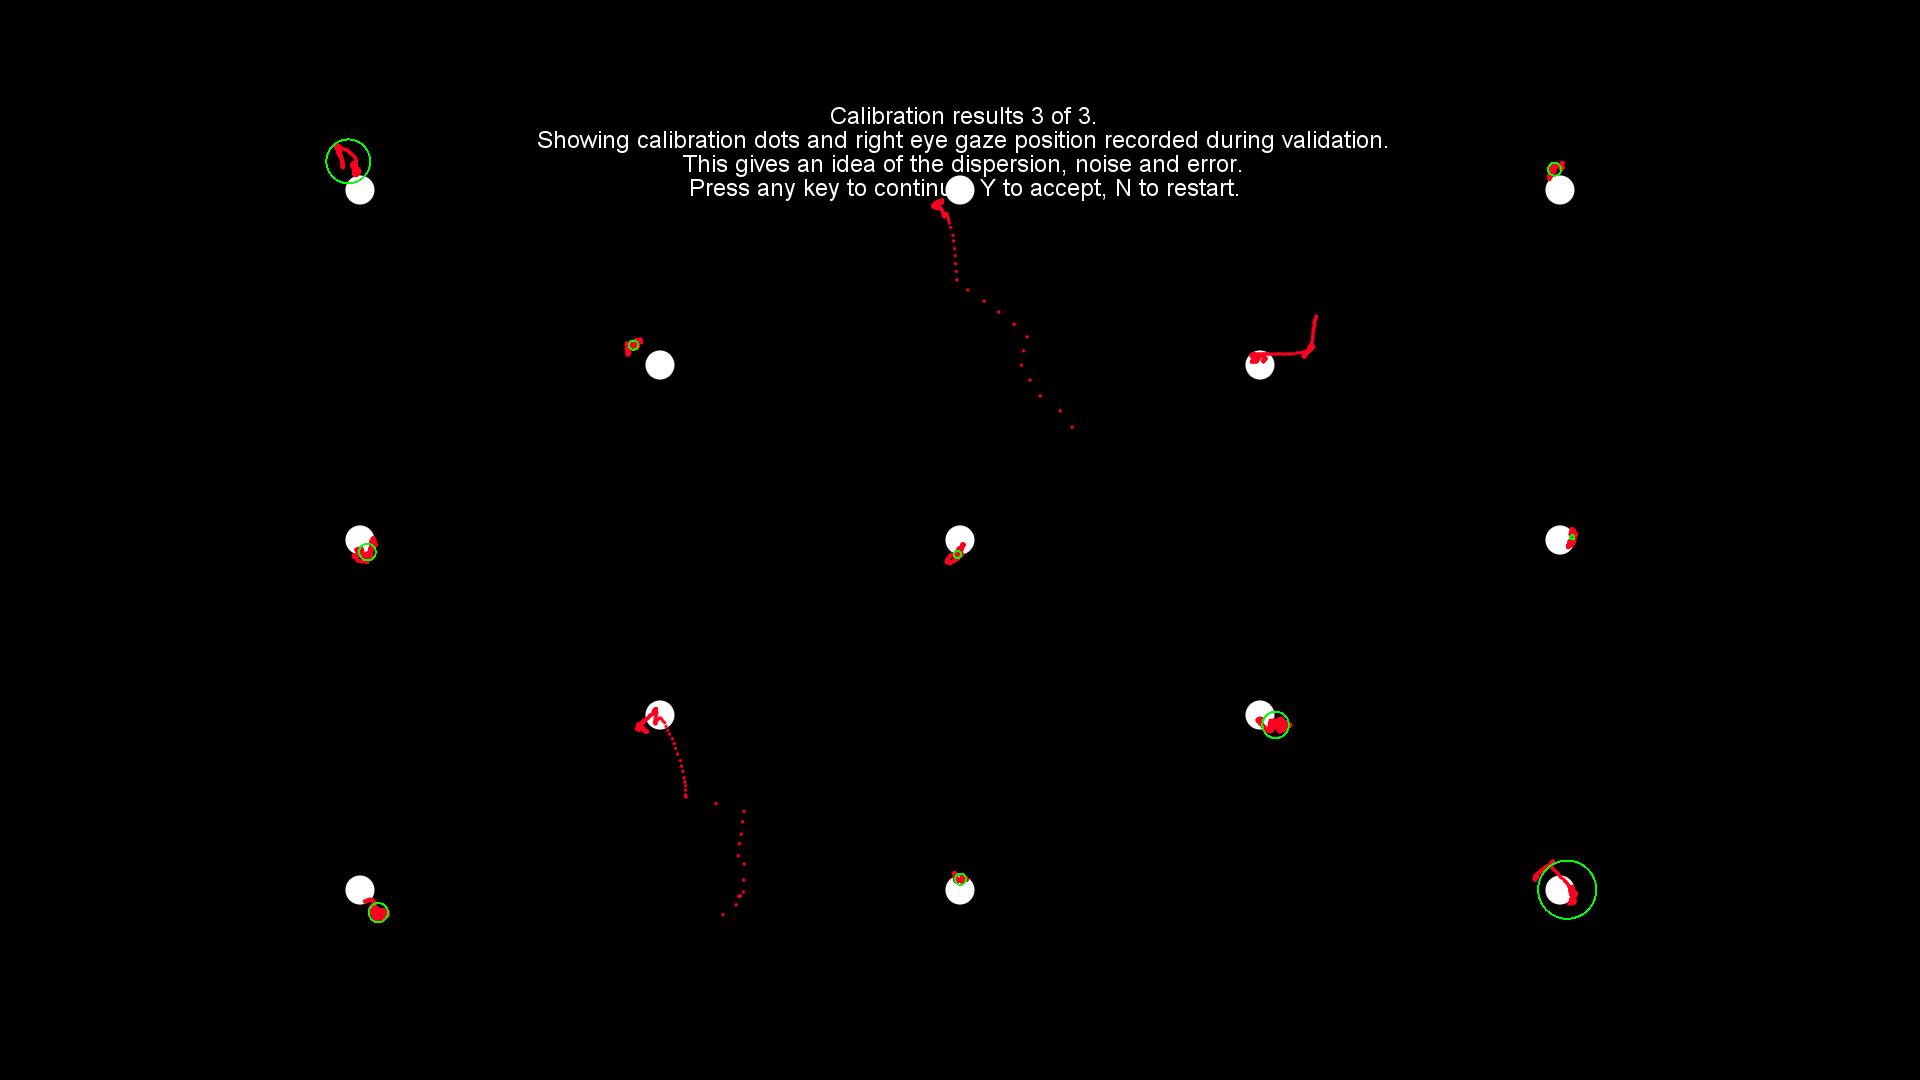 Calibration results 3 of 3.
Showing calibration dots and right eye gaze position recorded during validation.
This gives an idea of the dispersion, noise and error.
Press any key to continu Y to accept, N to restart.